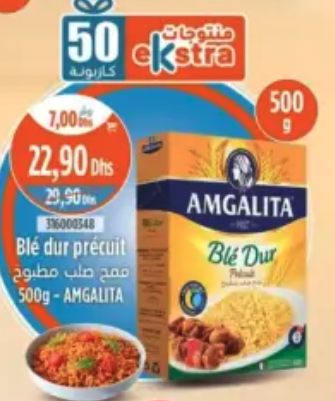 50
كازيونة
منتوجات
ekstra
500
g
7,00 Dhs
22,90 Dhs
29,90 Dhs
316000348
Blé dur précuit
قمح صلب مطبوخ
500g - AMGALITA
AMGALITA
Blé Dur
Précuit